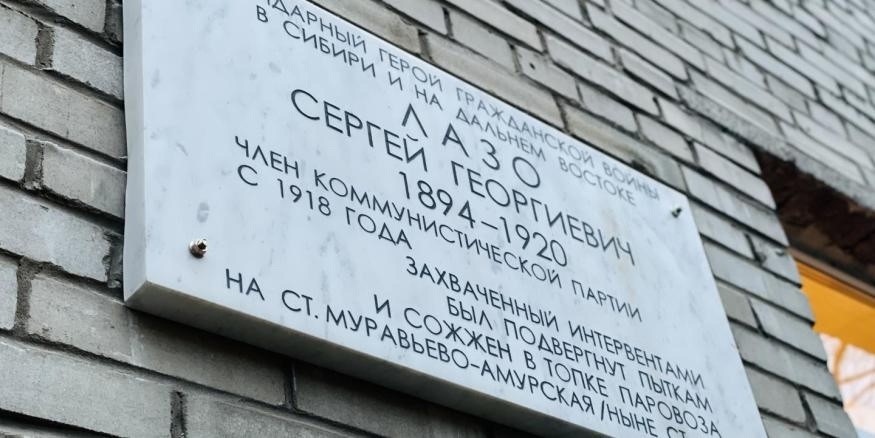 ДАРНЫЙ ГЕРОЙ ГРАЖДАНСКОЙ ВОЙНЫ
В СИБИРИ И НА ДАЛЬНЕМ ВОСТОКЕ
ЛАЗО
СЕРГЕЙ ГЕОРГИЕВИЧ
1894–1920
ЧЛЕН КОММУНИСТИЧЕСКОЙ ПАРТИИ
С 1918 ГОДА
ЗАХВАЧЕННЫЙ ИНТЕРВЕНТАМИ
БЫЛ ПОДВЕРГНУТ ПЫТКАМ
И СОЖЖЕН В ТОПКЕ ПАРОВОЗА
НА СТ. МУРАВЬЕВО-АМУРСКАЯ/НЫНЕ СТ